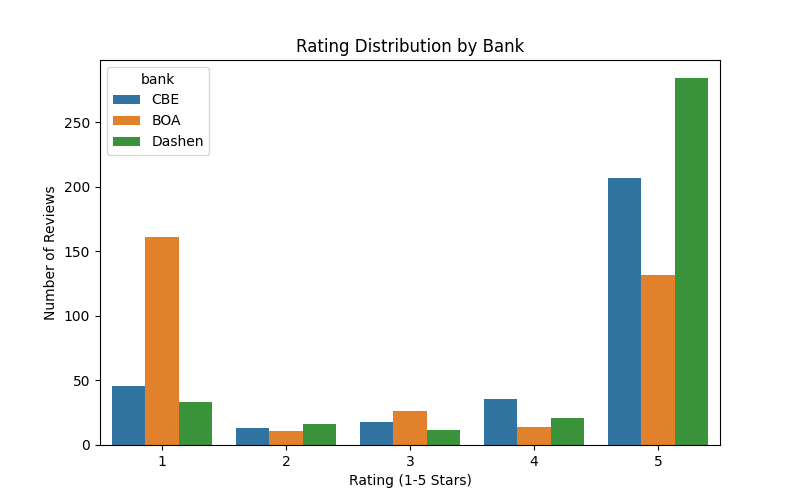 Rating Distribution by Bank
bank
CBE
BOA
Dashen
Number of Reviews
250
200
150
100
50
0
1 2 3 4 5
Rating (1-5 Stars)